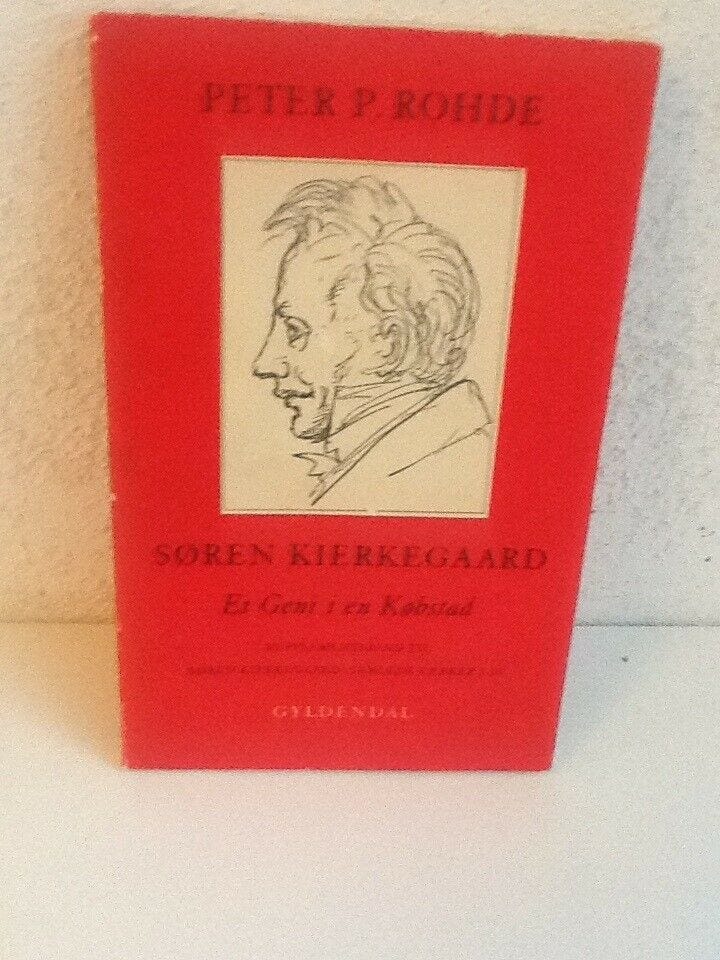 PETER P. ROHDE
SØREN KIERKEGAARD
Et Geni i en Købstad
GYLDENDAL